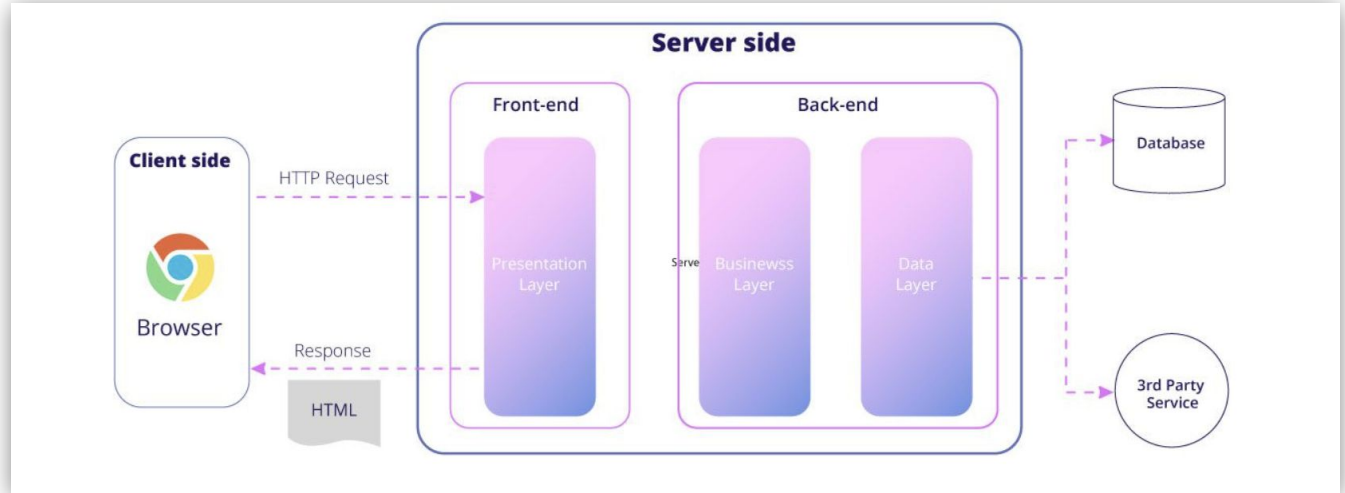 Server side
Front-end
Back-end
Client side
Browser
HTTP Request
Response
HTML
Presentation
Layer
Serve
Businewss
Layer
Data
Layer
Database
3rd Party
Service